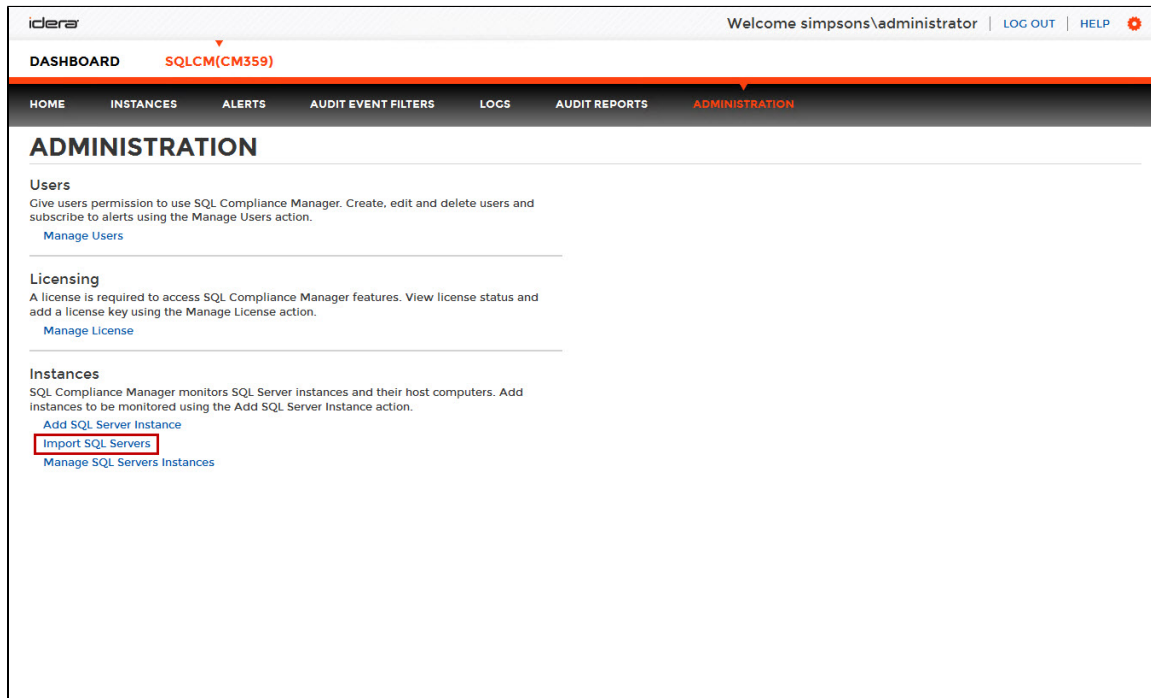 idera
Welcome simpsons\administrator | LOG OUT | HELP
DASHBOARD SQLCM(CM359)
HOME INSTANCES ALERTS AUDIT EVENT FILTERS LOGS AUDIT REPORTS ADMINISTRATION
ADMINISTRATION
Users
Give users permission to use SQL Compliance Manager. Create, edit and delete users and
subscribe to alerts using the Manage Users action.
Manage Users
Licensing
A license is required to access SQL Compliance Manager features. View license status and
add a license key using the Manage License action.
Manage License
Instances
SQL Compliance Manager monitors SQL Server instances and their host computers. Add
instances to be monitored using the Add SQL Server Instance action.
Add SQL Server Instance
Import SQL Servers
Manage SQL Servers Instances